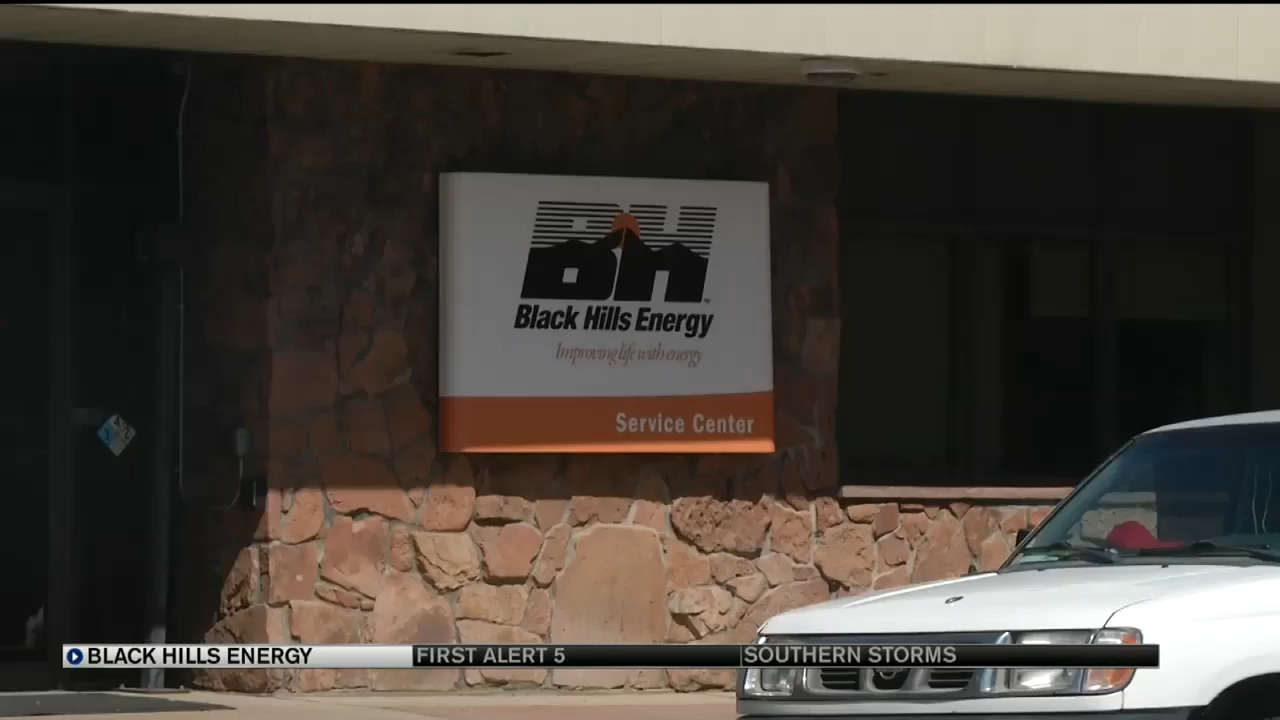 BH
Black Hills Energy
Improving life with energy
Service Center
BLACK HILLS ENERGY
FIRST ALERT 5
SOUTHERN STORMS